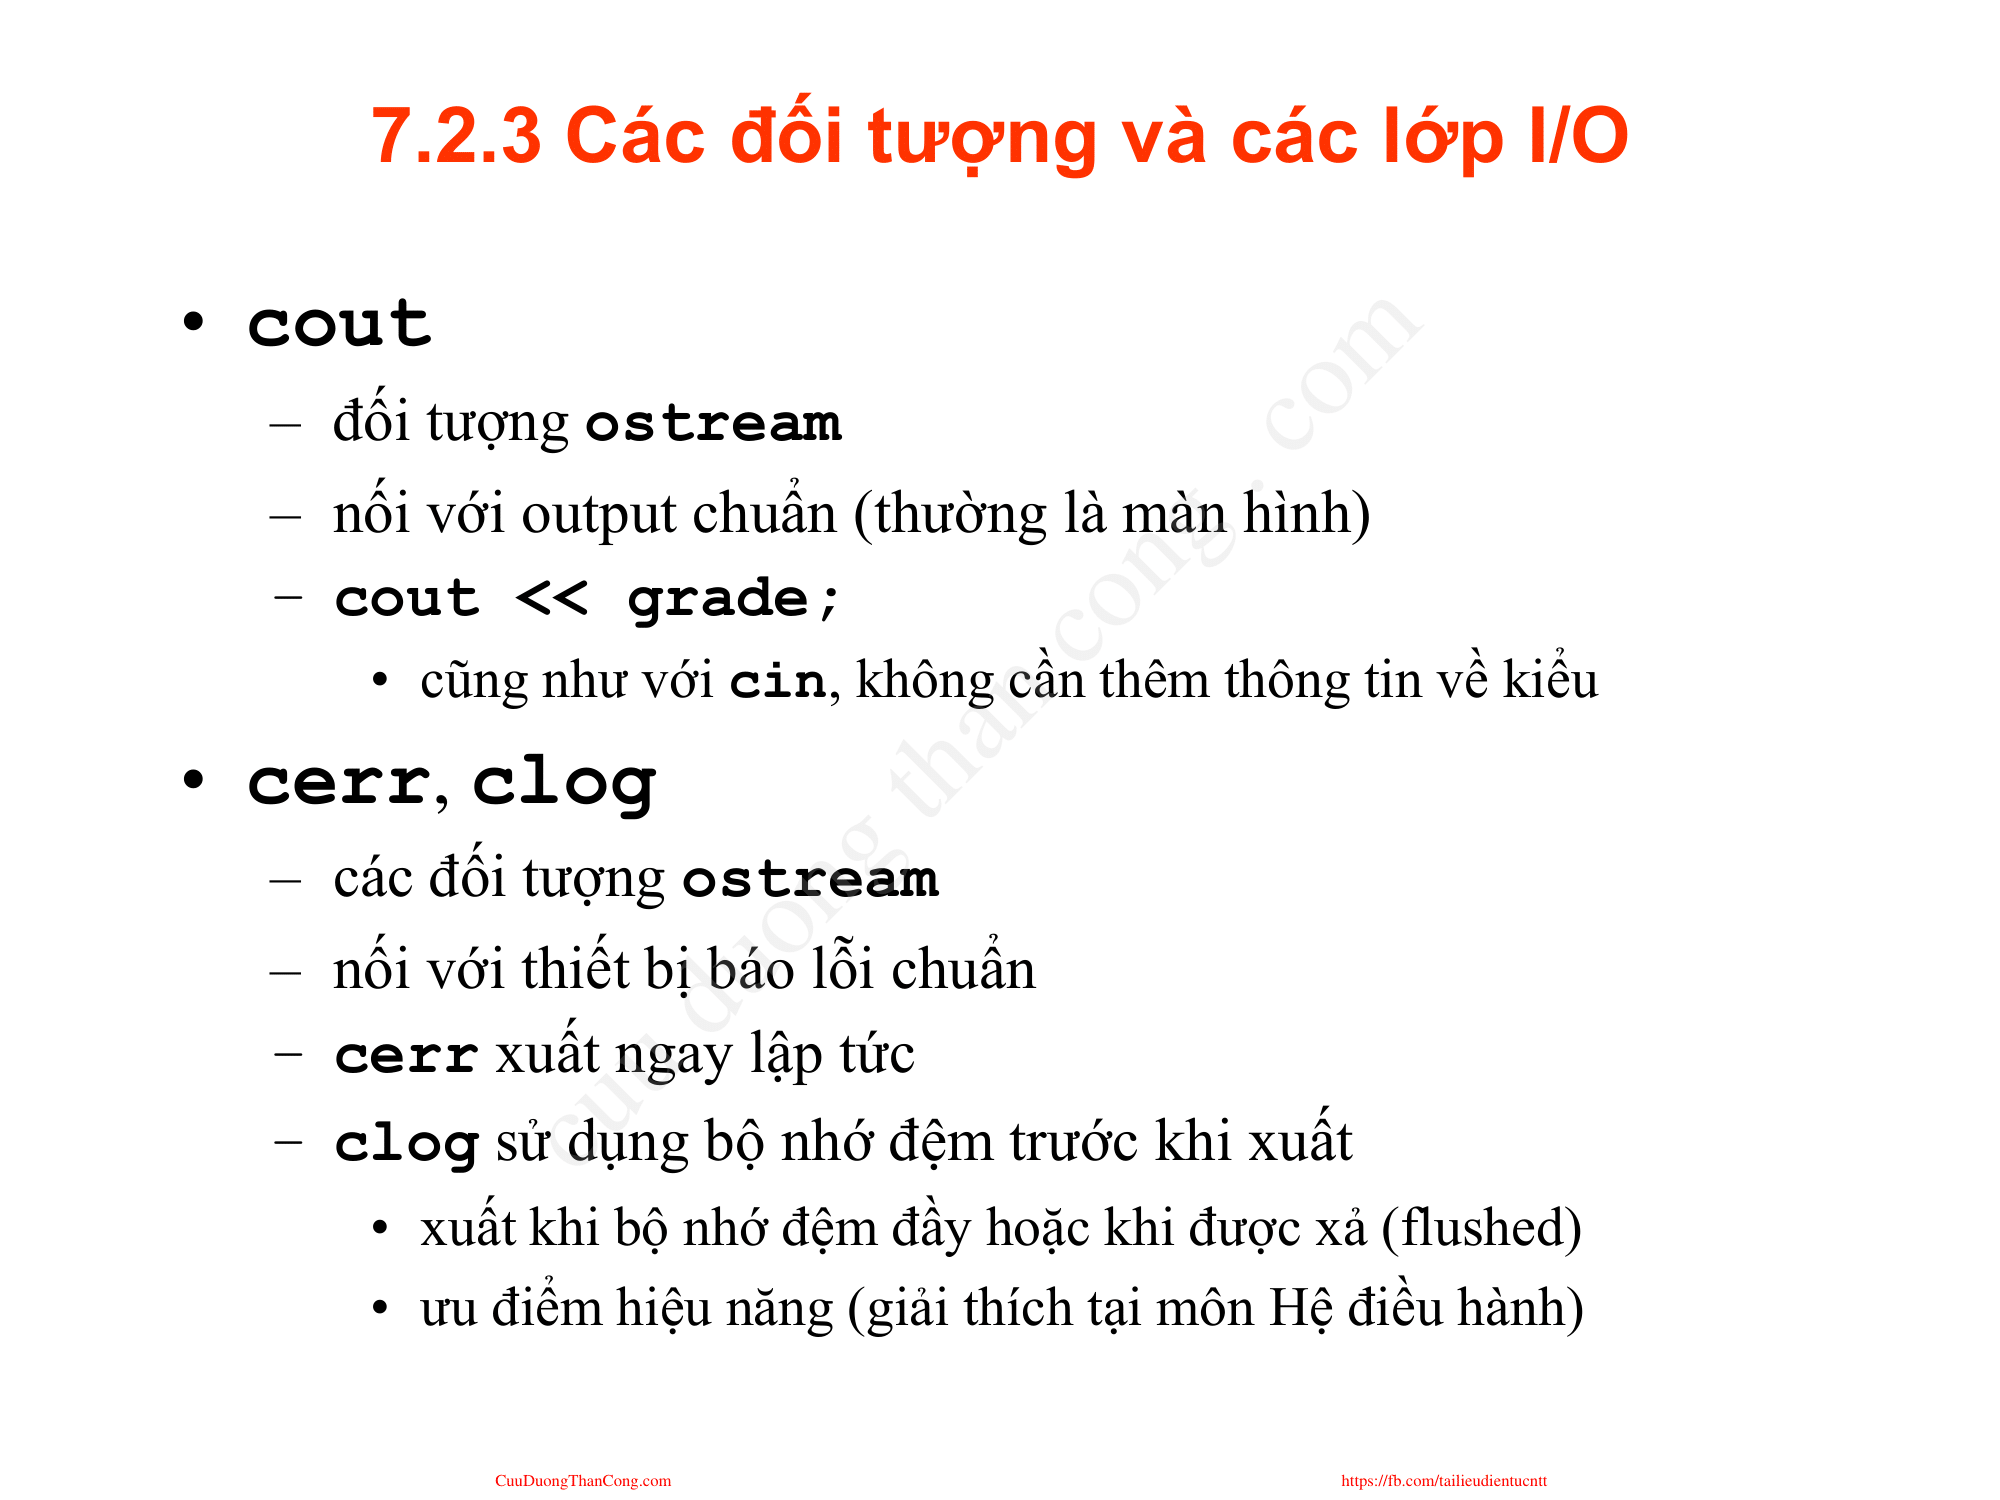 7.2.3 Các đối tượng và các lớp I/O
• cout
– đối tượng ostream
– nối với output chuẩn (thường là màn hình)
– cout << grade;
• cũng như với cin, không cần thêm thông tin về kiểu
• cerr, clog
– các đối tượng ostream
– nối với thiết bị báo lỗi chuẩn
– cerr xuất ngay lập tức
– clog sử dụng bộ nhớ đệm trước khi xuất
• xuất khi bộ nhớ đệm đầy hoặc khi được xả (flushed)
• ưu điểm hiệu năng (giải thích tại môn Hệ điều hành)
cuu duong than cong . com
CuuDuongThanCong.com
https://fb.com/tailieudientucntt